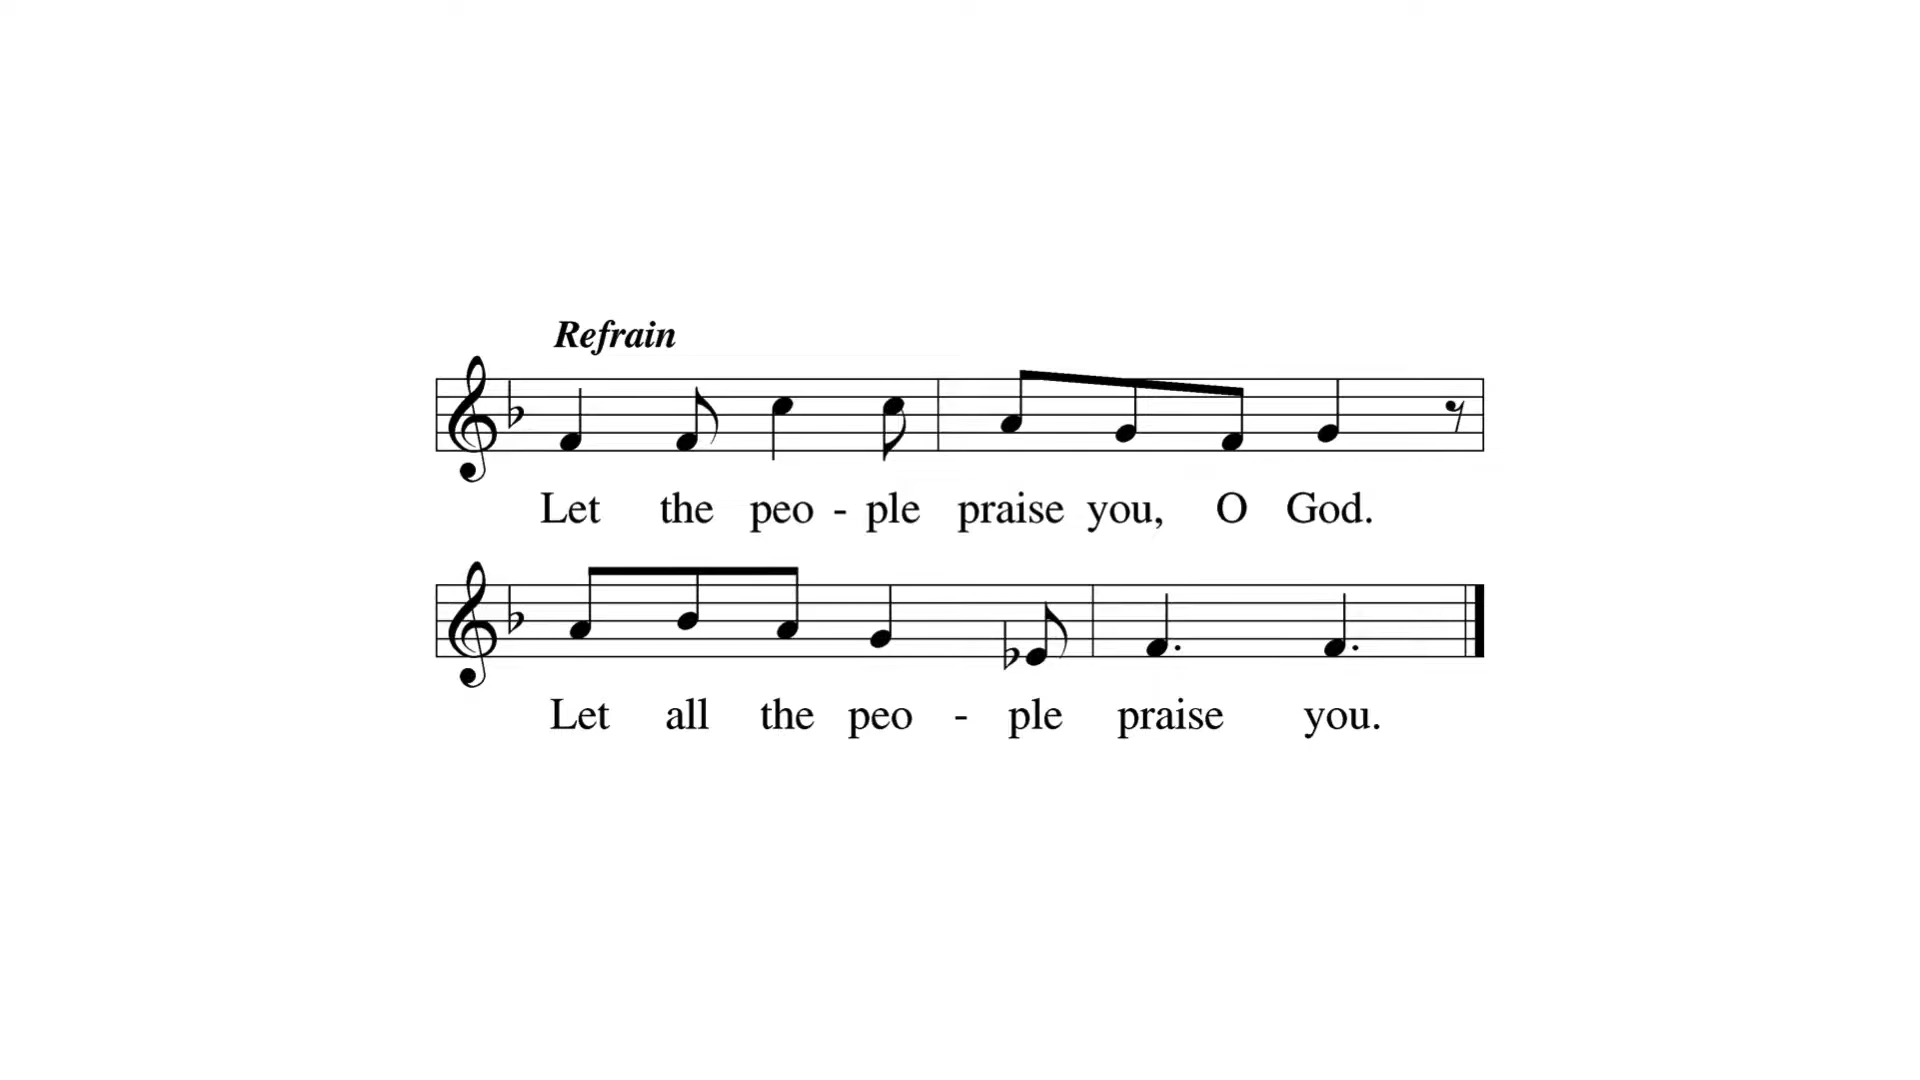 Refrain
Let the peo - ple praise you, O God.
Let all the peo - ple praise you.